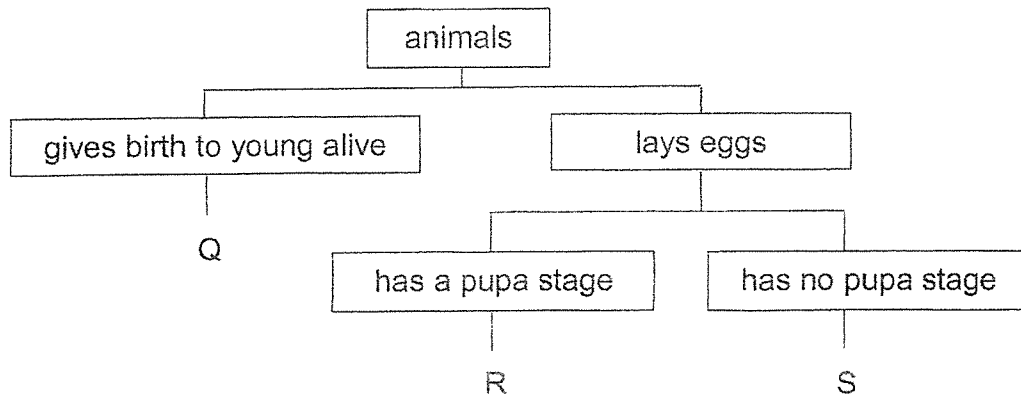 animals
gives birth to young alive
lays eggs
Q
has a pupa stage
has no pupa stage
R
S